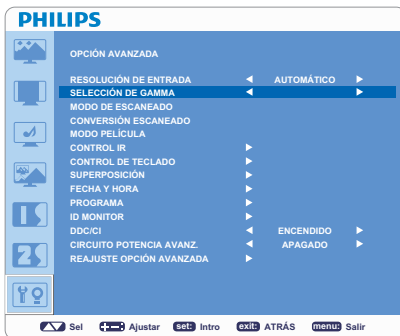 PHILIPS
OPCIÓN AVANZADA
RESOLUCIÓN DE ENTRADA AUTOMÁTICO
SELECCIÓN DE GAMMA
MODO DE ESCANEADO
CONVERSIÓN ESCANEADO
MODO PELÍCULA
CONTROL IR
CONTROL DE TECLADO
SUPERPOSICIÓN
FECHA Y HORA
PROGRAMA
ID MONITOR
DDC/CI ENCENDIDO
CIRCUITO POTENCIA AVANZ. APAGADO
REAJUSTE OPCIÓN AVANZADA
Sel Ajustar set: Intro exit: ATRÁS menu: Salir